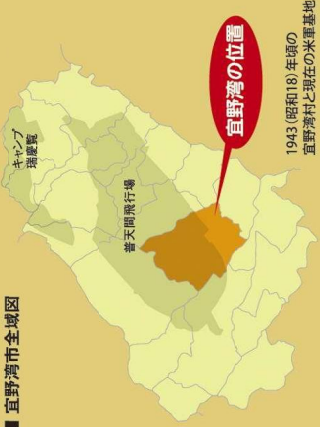 ■ 宜野湾市全域図
キャンプ
瑞慶覧
普天間飛行場
宜野湾の位置
1943（昭和18）年頃の
宜野湾村と現在の米軍基地